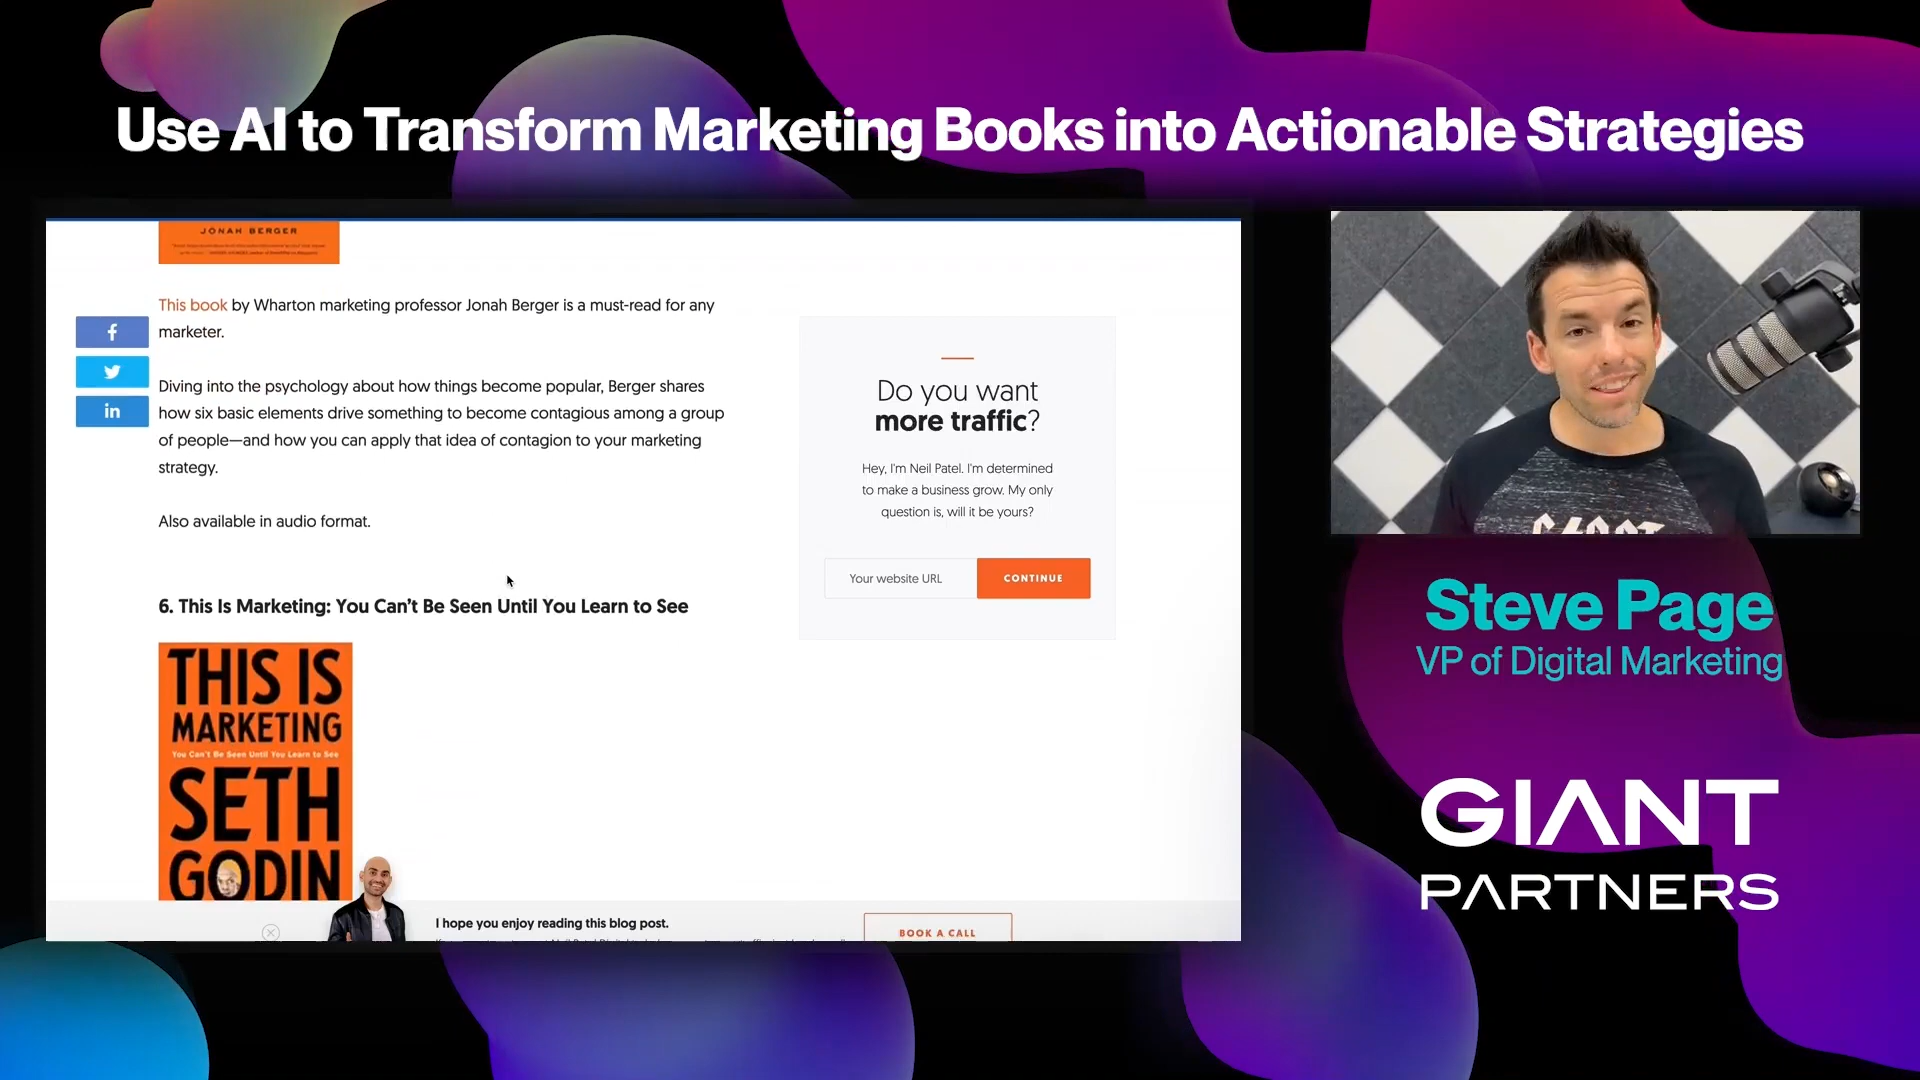 Use AI to Transform Marketing Books into Actionable Strategies
JONAH BERGER
This book by Wharton marketing professor Jonah Berger is a must-read for any
marketer.
Diving into the psychology about how things become popular, Berger shares
how six basic elements drive something to become contagious among a group
of people—and how you can apply that idea of contagion to your marketing
strategy.
Also available in audio format.
6. This Is Marketing: You Can't Be Seen Until You Learn to See
THIS IS
MARKETING
You Can't Be Seen Until You Learn to See
SETH
GODIN
Do you want
more traffic?
Hey, I'm Neil Patel. I'm determined
to make a business grow. My only
question is, will it be yours?
Your website URL
CONTINUE
I hope you enjoy reading this blog post.
BOOK A CALL
Steve Page
VP of Digital Marketing
GIANT
PARTNERS